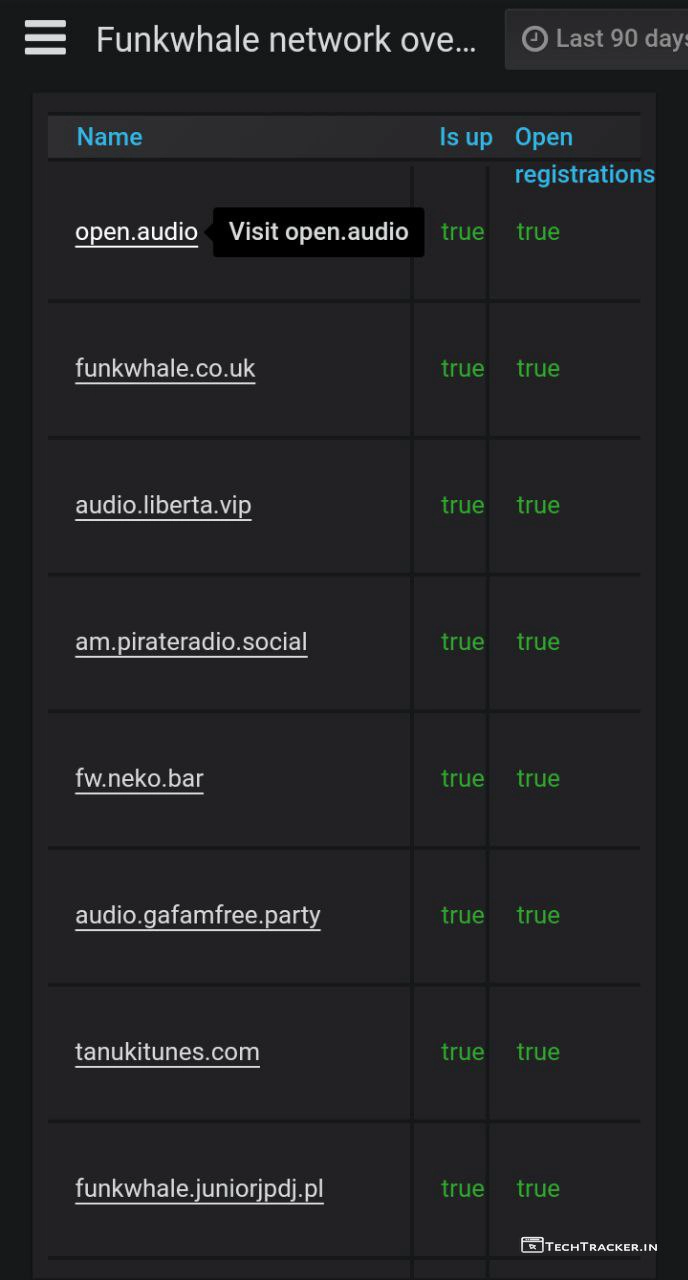 Funkwhale network ove...
Last 90 days
Name Is up Open registrations
open.audio Visit open.audio true true
funkwhale.co.uk true true
audio.liberta.vip true true
am.pirateradio.social true true
fw.neko.bar true true
audio.gafamfree.party true true
tanukitunes.com true true
funkwhale.juniorjpdj.pl true true
TECHTRACKER.IN